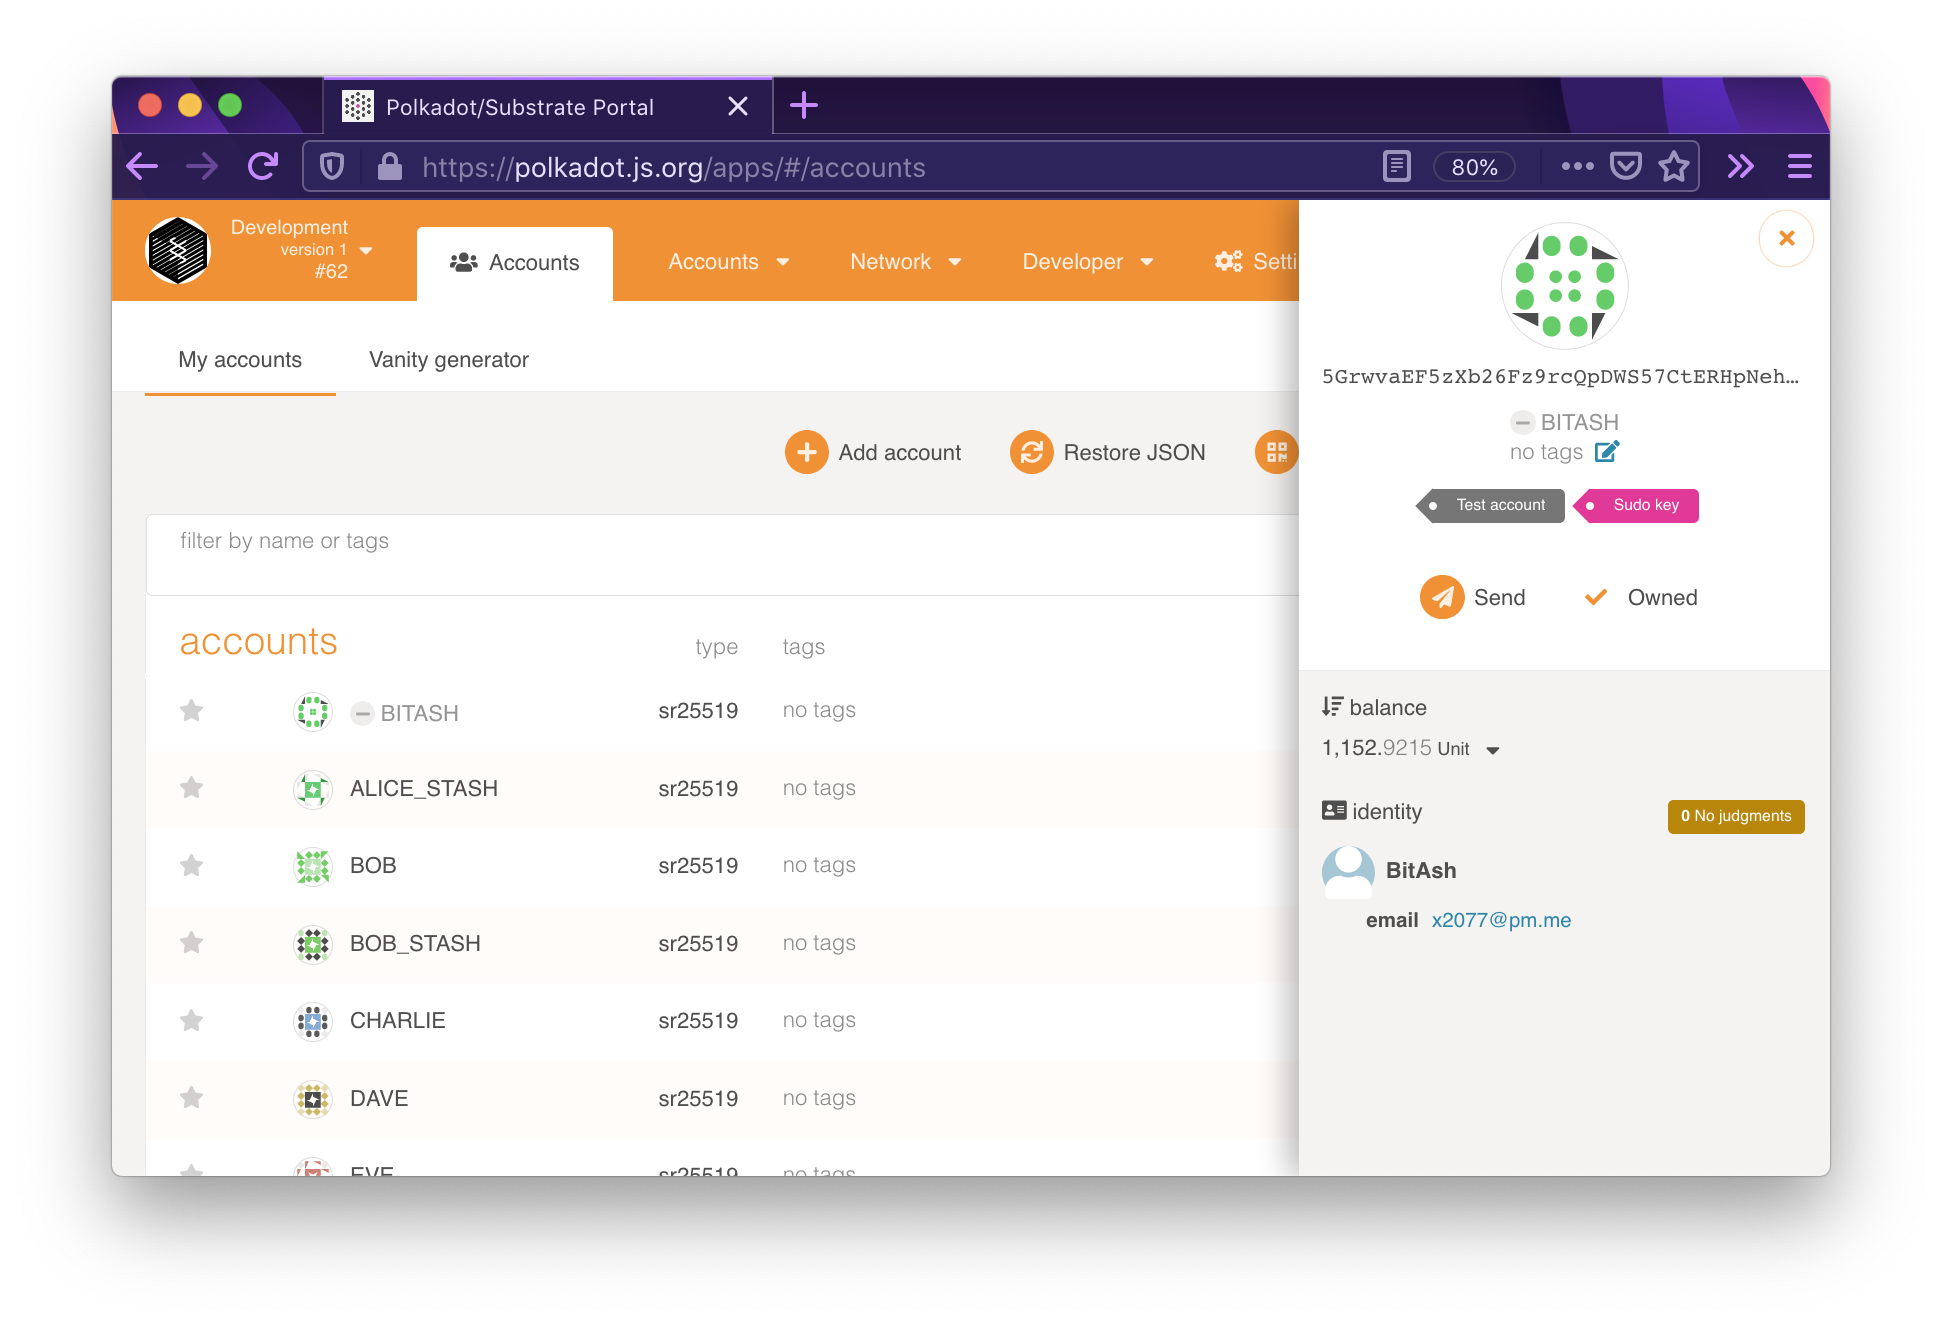 Polkadot/Substrate Portal
https://polkadot.js.org/apps/#/accounts
80%
Development
version 1
#62
Accounts
Accounts
Network
Developer
Setti
My accounts
Vanity generator
Add account
Restore JSON
filter by name or tags
accounts type tags
BITASH sr25519 no tags
ALICE_STASH sr25519 no tags
BOB sr25519 no tags
BOB_STASH sr25519 no tags
CHARLIE sr25519 no tags
DAVE sr25519 no tags
EVE sr25519 no tags
5GrwvaEF5zXb26Fz9rcQpDWS57CtERHpNeh…
BITASH
no tags
Test account
Sudo key
Send
Owned
balance
1,152.9215 Unit
identity
0 No judgments
BitAsh
email x2077@pm.me